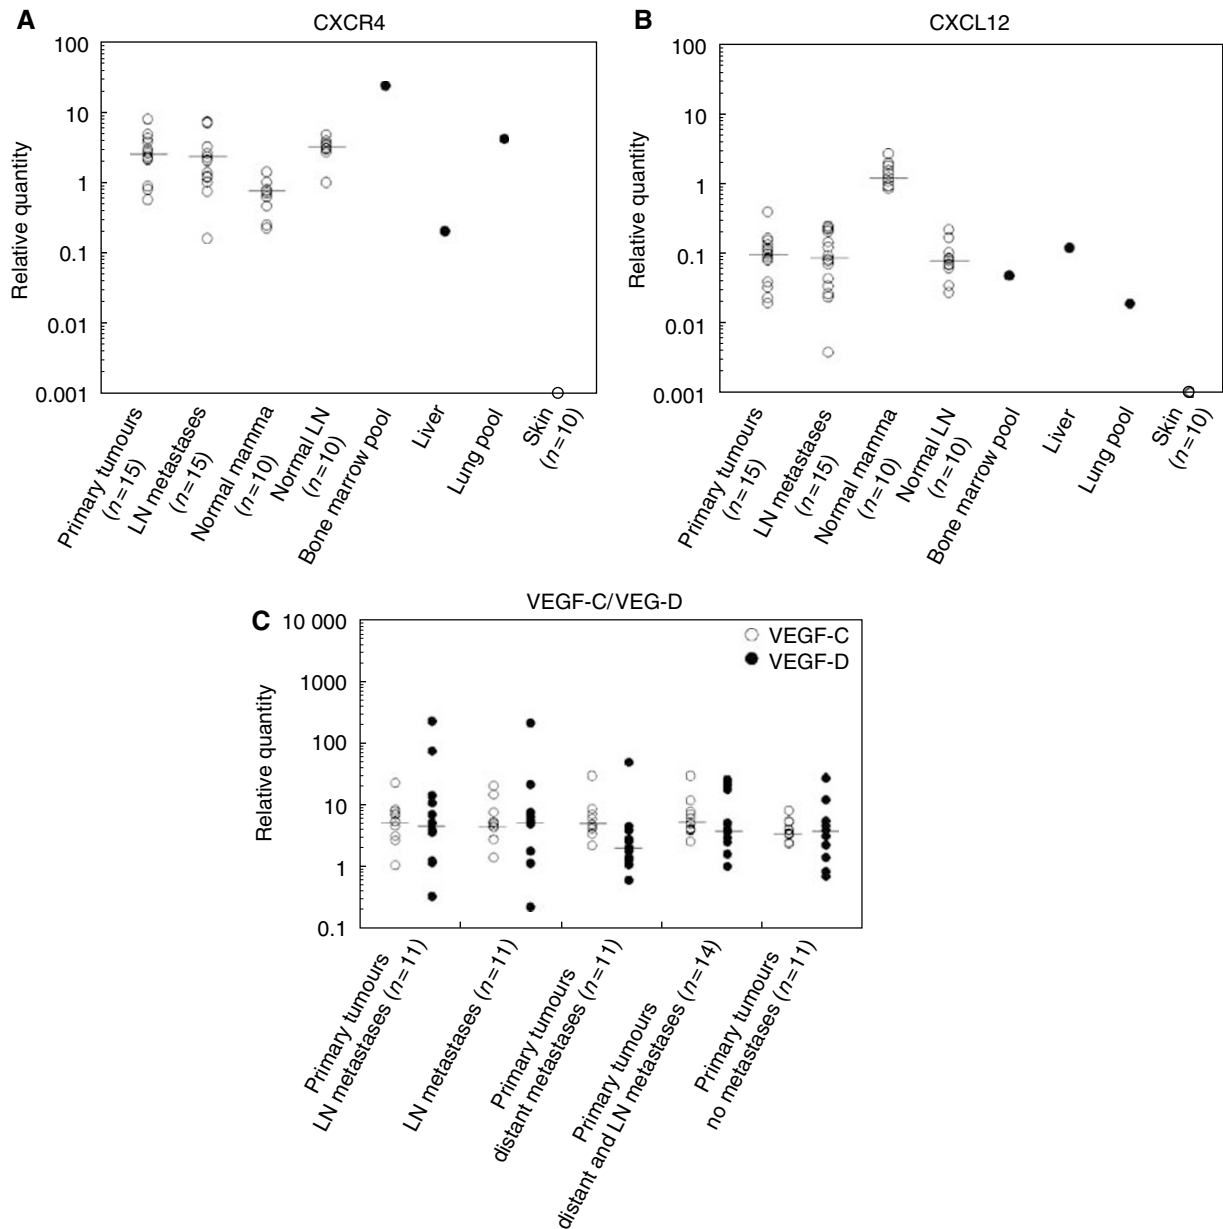 A
CXCR4
Relative quantity
100
10
1
0.1
0.01
0.001
Primary tumours
(n=15)
LN metastases
(n=15)
Normal mamma
(n=10)
Normal LN
(n=10)
Bone marrow pool
Liver
Lung pool
Skin
(n=10)
B
CXCL12
Relative quantity
100
10
1
0.1
0.01
0.001
Primary tumours
(n=15)
LN metastases
(n=15)
Normal mamma
(n=10)
Normal LN
(n=10)
Bone marrow pool
Liver
Lung pool
Skin
(n=10)
C
VEGF-C/VEG-D
VEGF-C
VEGF-D
Relative quantity
10 000
1000
100
10
1
0.1
Primary tumours
LN metastases (n=11)
LN metastases (n=11)
Primary tumours
distant metastases (n=11)
Primary tumours
distant and LN metastases (n=14)
Primary tumours
no metastases (n=11)